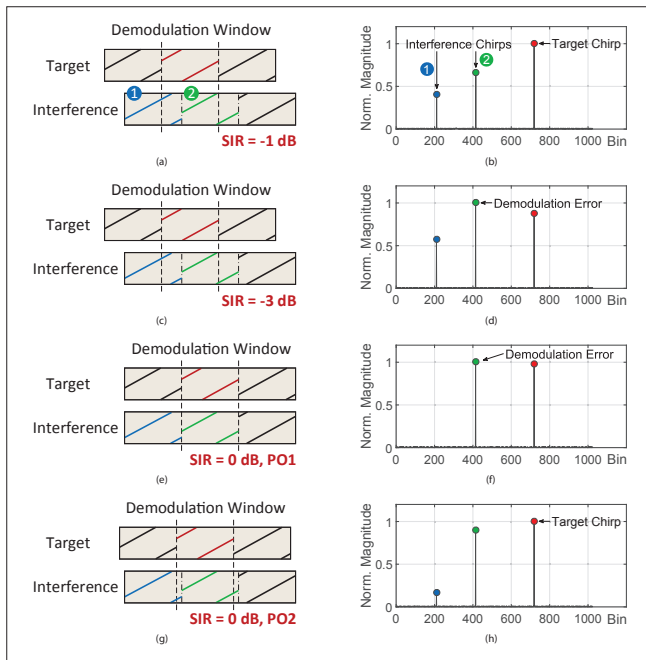 Demodulation Window
Target
Interference
1
2
SIR = -1 dB
(a)
Norm. Magnitude
1
0.5
0
0 200 400 600 800 1000 Bin
Interference Chirps
1
2
Target Chirp
(b)
Demodulation Window
Target
Interference
SIR = -3 dB
(c)
Norm. Magnitude
1
0.5
0
0 200 400 600 800 1000 Bin
Demodulation Error
(d)
Demodulation Window
Target
Interference
SIR = 0 dB, PO1
(e)
Norm. Magnitude
1
0.5
0
0 200 400 600 800 1000 Bin
Demodulation Error
(f)
Demodulation Window
Target
Interference
SIR = 0 dB, PO2
(g)
Norm. Magnitude
1
0.5
0
0 200 400 600 800 1000 Bin
Target Chirp
(h)